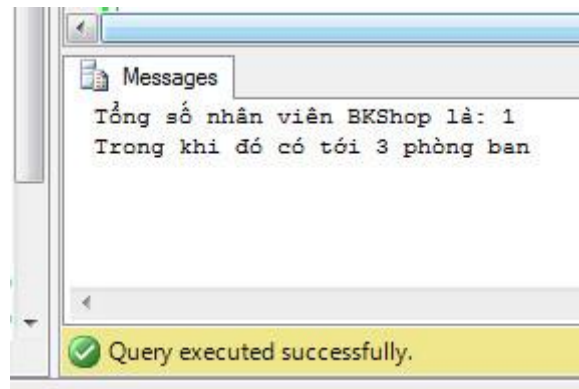 Messages
Tổng số nhân viên BKShop là: 1
Trong khi đó có tới 3 phòng ban
Query executed successfully.